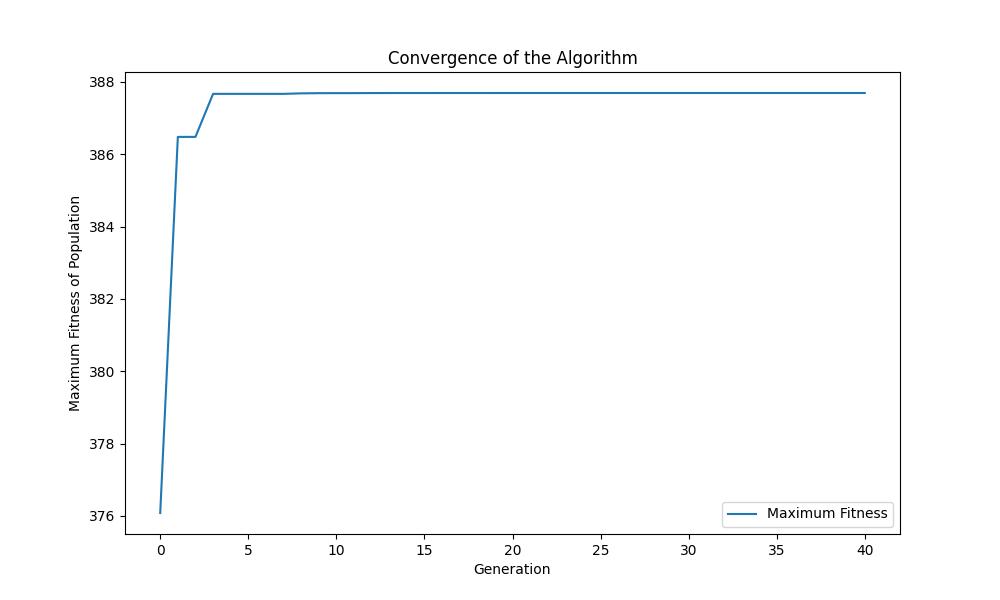 Convergence of the Algorithm
Maximum Fitness of Population
388
386
384
382
380
378
376
0 5 10 15 20 25 30 35 40
Generation
Maximum Fitness